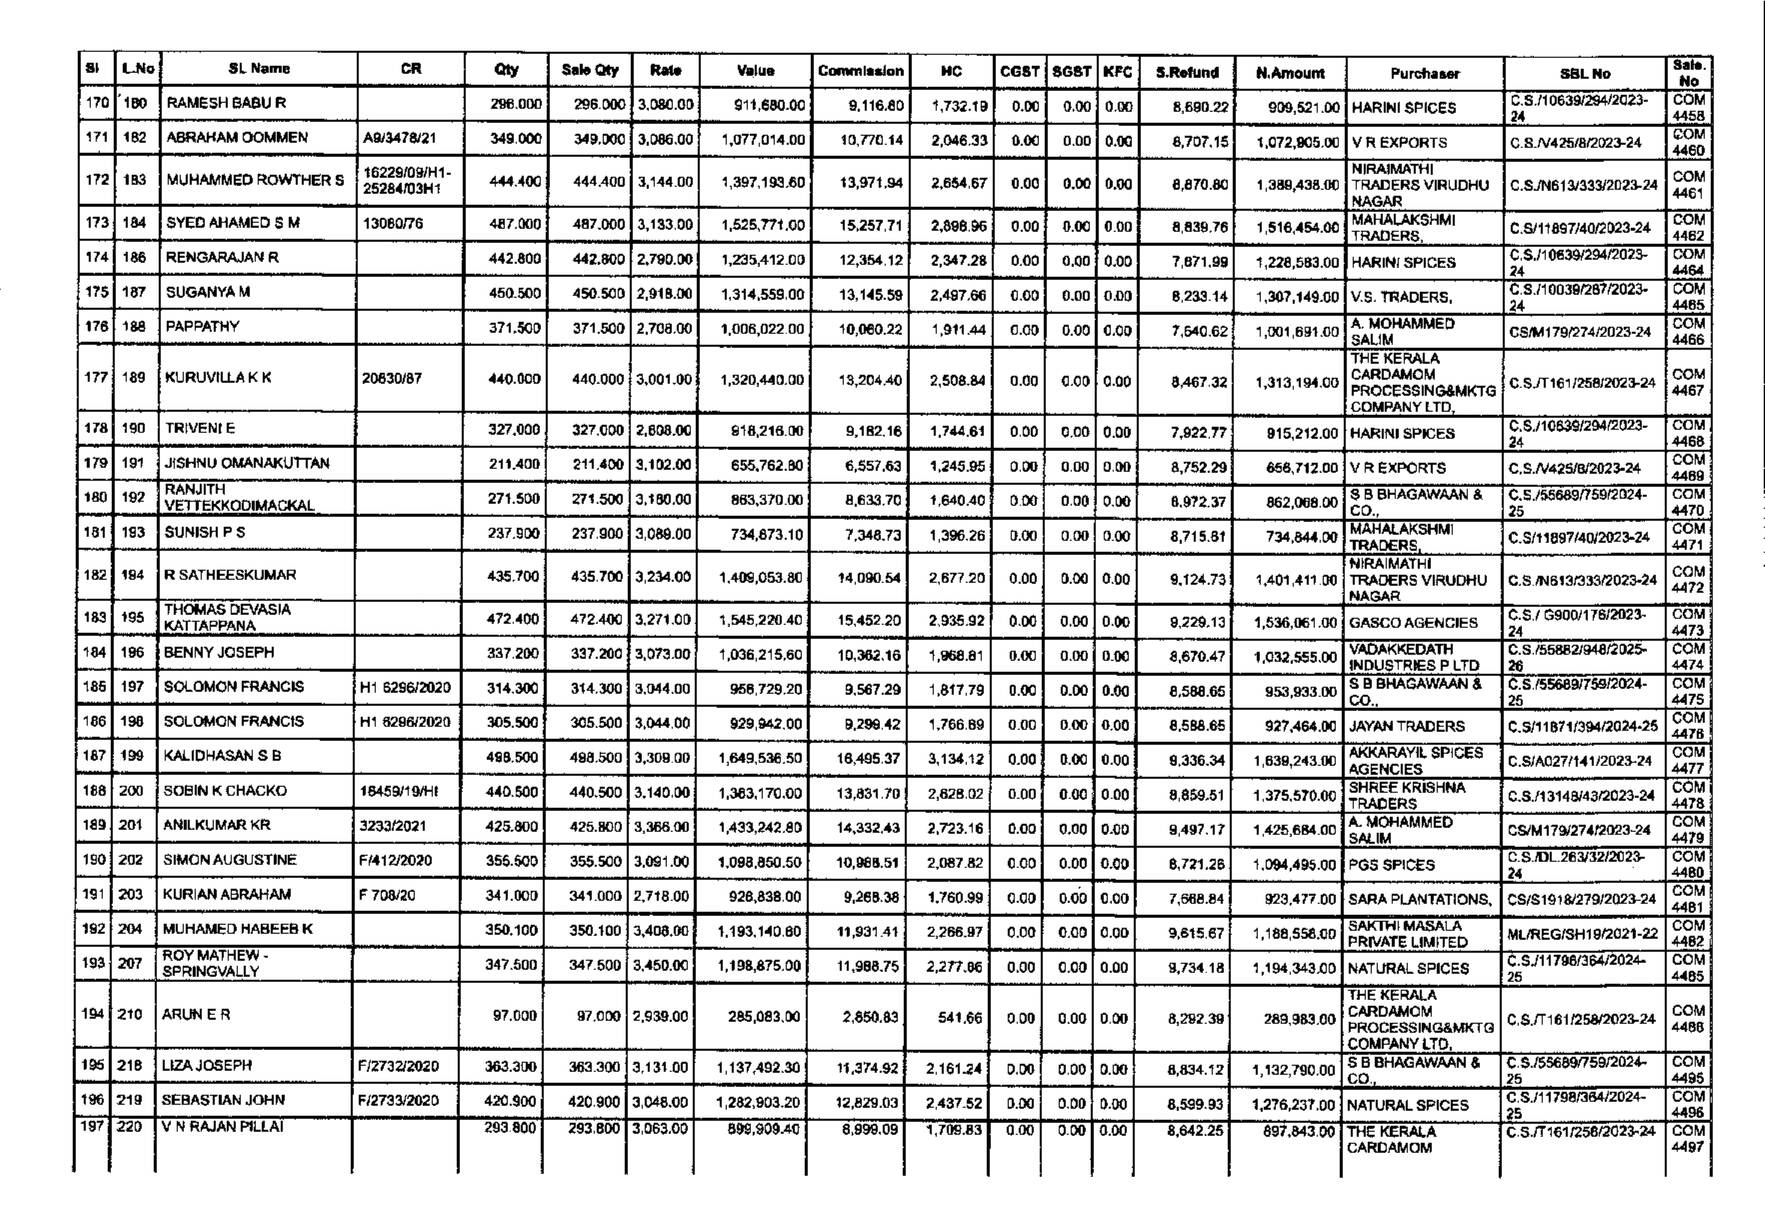 Sl L.No SL Name CR Qty Sale Qty Rate Value Commission HC CGST SGST KFC S.Refund N.Amount Purchaser SBL No Sale. No
170 180 RAMESH BABU R 296.000 296.000 3,080.00 911,680.00 9,116.80 1,732.19 0.00 0.00 0.00 8,690.22 909,521.00 HARINI SPICES C.S./10639/294/2023-24 COM 4458
171 182 ABRAHAM OOMMEN A9/3478/21 349.000 349.000 3,086.00 1,077,014.00 10,770.14 2,046.33 0.00 0.00 0.00 8,707.15 1,072,905.00 V R EXPORTS C.S./V425/8/2023-24 COM 4460
172 183 MUHAMMED ROWTHER S 16229/09/H1-25284/03H1 444.400 444.400 3,144.00 1,397,193.60 13,971.94 2,654.67 0.00 0.00 0.00 8,870.80 1,389,438.00 NIRAIMATHI TRADERS VIRUDHU NAGAR C.S./N613/333/2023-24 COM 4461
173 184 SYED AHAMED S M 13080/76 487.000 487.000 3,133.00 1,525,771.00 15,257.71 2,898.96 0.00 0.00 0.00 8,839.76 1,516,454.00 MAHALAKSHMI TRADERS, C.S/11897/40/2023-24 COM 4462
174 186 RENGARAJAN R 442.800 442.800 2,790.00 1,235,412.00 12,354.12 2,347.28 0.00 0.00 0.00 7,871.99 1,228,583.00 HARINI SPICES C.S./10639/294/2023-24 COM 4464
175 187 SUGANYA M 450.500 450.500 2,918.00 1,314,559.00 13,145.59 2,497.66 0.00 0.00 0.00 8,233.14 1,307,149.00 V.S. TRADERS, C.S./10039/287/2023-24 COM 4465
176 188 PAPPATHY 371.500 371.500 2,708.00 1,006,022.00 10,060.22 1,911.44 0.00 0.00 0.00 7,640.62 1,001,691.00 A. MOHAMMED SALIM CS/M179/274/2023-24 COM 4466
177 189 KURUVILLA K K 20630/87 440.000 440.000 3,001.00 1,320,440.00 13,204.40 2,508.84 0.00 0.00 0.00 8,467.32 1,313,194.00 THE KERALA CARDAMOM PROCESSING&MKTG COMPANY LTD, C.S./T161/258/2023-24 COM 4467
178 190 TRIVENI E 327.000 327.000 2,808.00 918,216.00 9,182.16 1,744.61 0.00 0.00 0.00 7,922.77 915,212.00 HARINI SPICES C.S./10639/294/2023-24 COM 4468
179 191 JISHNU OMANAKUTTAN 211.400 211.400 3,102.00 655,762.80 6,557.63 1,245.95 0.00 0.00 0.00 8,752.29 656,712.00 V R EXPORTS C.S./V425/8/2023-24 COM 4469
180 192 RANJITH VETTEKKODIMACKAL 271.500 271.500 3,180.00 863,370.00 8,633.70 1,640.40 0.00 0.00 0.00 8,972.37 862,068.00 S B BHAGAWAAN & CO., C.S./55689/759/2024-25 COM 4470
181 193 SUNISH P S 237.900 237.900 3,089.00 734,873.10 7,348.73 1,396.26 0.00 0.00 0.00 8,715.61 734,844.00 MAHALAKSHMI TRADERS, C.S/11897/40/2023-24 COM 4471
182 194 R SATHEESKUMAR 435.700 435.700 3,234.00 1,409,053.80 14,090.54 2,677.20 0.00 0.00 0.00 9,124.73 1,401,411.00 NIRAIMATHI TRADERS VIRUDHU NAGAR C.S./N613/333/2023-24 COM 4472
183 195 THOMAS DEVASIA KATTAPPANA 472.400 472.400 3,271.00 1,545,220.40 15,452.20 2,935.92 0.00 0.00 0.00 9,229.13 1,536,061.00 GASCO AGENCIES C.S./ G900/176/2023-24 COM 4473
184 196 BENNY JOSEPH 337.200 337.200 3,073.00 1,036,215.60 10,362.16 1,968.81 0.00 0.00 0.00 8,670.47 1,032,555.00 VADAKKEDATH INDUSTRIES P LTD C.S./55882/948/2025-26 COM 4474
185 197 SOLOMON FRANCIS H1 6296/2020 314.300 314.300 3,044.00 956,729.20 9,567.29 1,817.79 0.00 0.00 0.00 8,588.65 953,933.00 S B BHAGAWAAN & CO., C.S./55689/759/2024-25 COM 4475
186 198 SOLOMON FRANCIS H1 6296/2020 305.500 305.500 3,044.00 929,942.00 9,299.42 1,766.89 0.00 0.00 0.00 8,588.65 927,464.00 JAYAN TRADERS C.S/11871/394/2024-25 COM 4476
187 199 KALIDHASAN S B 498.500 498.500 3,309.00 1,649,536.50 16,495.37 3,134.12 0.00 0.00 0.00 9,336.34 1,639,243.00 AKKARAYIL SPICES AGENCIES C.S/A027/141/2023-24 COM 4477
188 200 SOBIN K CHACKO 16459/19/HI 440.500 440.500 3,140.00 1,383,170.00 13,831.70 2,628.02 0.00 0.00 0.00 8,859.51 1,375,570.00 SHREE KRISHNA TRADERS C.S./13148/43/2023-24 COM 4478
189 201 ANILKUMAR KR 3233/2021 425.800 425.800 3,366.00 1,433,242.80 14,332.43 2,723.16 0.00 0.00 0.00 9,497.17 1,425,684.00 A. MOHAMMED SALIM CS/M179/274/2023-24 COM 4479
190 202 SIMON AUGUSTINE F/412/2020 355.500 355.500 3,091.00 1,098,850.50 10,988.51 2,087.82 0.00 0.00 0.00 8,721.26 1,094,495.00 PGS SPICES C.S./DL.263/32/2023-24 COM 4480
191 203 KURIAN ABRAHAM F 708/20 341.000 341.000 2,718.00 926,838.00 9,268.38 1,760.99 0.00 0.00 0.00 7,668.84 923,477.00 SARA PLANTATIONS, CS/S1918/279/2023-24 COM 4481
192 204 MUHAMED HABEEB K 350.100 350.100 3,408.00 1,193,140.80 11,931.41 2,266.97 0.00 0.00 0.00 9,615.67 1,188,558.00 SAKTHI MASALA PRIVATE LIMITED ML/REG/SH19/2021-22 COM 4482
193 207 ROY MATHEW - SPRINGVALLY 347.500 347.500 3,450.00 1,198,875.00 11,988.75 2,277.86 0.00 0.00 0.00 9,734.18 1,194,343.00 NATURAL SPICES C.S./11798/364/2024-25 COM 4485
194 210 ARUN E R 97.000 97.000 2,939.00 285,083.00 2,850.83 541.66 0.00 0.00 0.00 8,292.39 289,983.00 THE KERALA CARDAMOM PROCESSING&MKTG COMPANY LTD, C.S./T161/258/2023-24 COM 4488
195 218 LIZA JOSEPH F/2732/2020 363.300 363.300 3,131.00 1,137,492.30 11,374.92 2,161.24 0.00 0.00 0.00 8,834.12 1,132,790.00 S B BHAGAWAAN & CO., C.S./55689/759/2024-25 COM 4495
196 219 SEBASTIAN JOHN F/2733/2020 420.900 420.900 3,048.00 1,282,903.20 12,829.03 2,437.52 0.00 0.00 0.00 8,599.93 1,276,237.00 NATURAL SPICES C.S./11798/364/2024-25 COM 4496
197 220 V N RAJAN PILLAI 293.800 293.800 3,063.00 899,909.40 8,999.09 1,709.83 0.00 0.00 0.00 8,642.25 897,843.00 THE KERALA CARDAMOM C.S./T161/258/2023-24 COM 4497